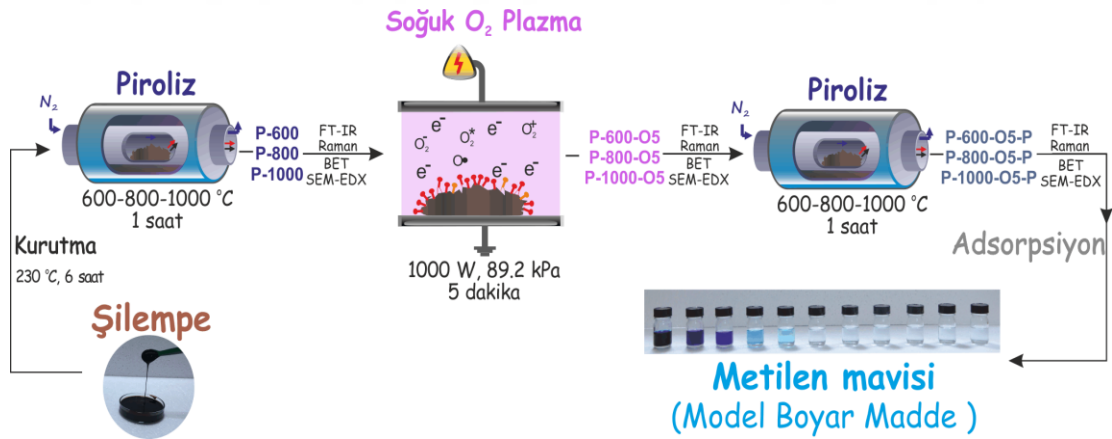 Soğuk O₂ Plazma
Piroliz
N₂
P-600
P-800
P-1000
FT-IR
Raman
BET
SEM-EDX
600-800-1000 °C
1 saat
Kurutma
230 °C, 6 saat
Şilempe
e⁻
O₂⁻
O₂*
e⁻
O₂⁺
e⁻
O•
e⁻
e⁻
1000 W, 89.2 kPa
5 dakika
P-600-O5
P-800-O5
P-1000-O5
FT-IR
Raman
BET
SEM-EDX
Piroliz
N₂
600-800-1000 °C
1 saat
P-600-O5-P
P-800-O5-P
P-1000-O5-P
FT-IR
Raman
BET
SEM-EDX
Adsorpsiyon
Metilen mavisi
(Model Boyar Madde )